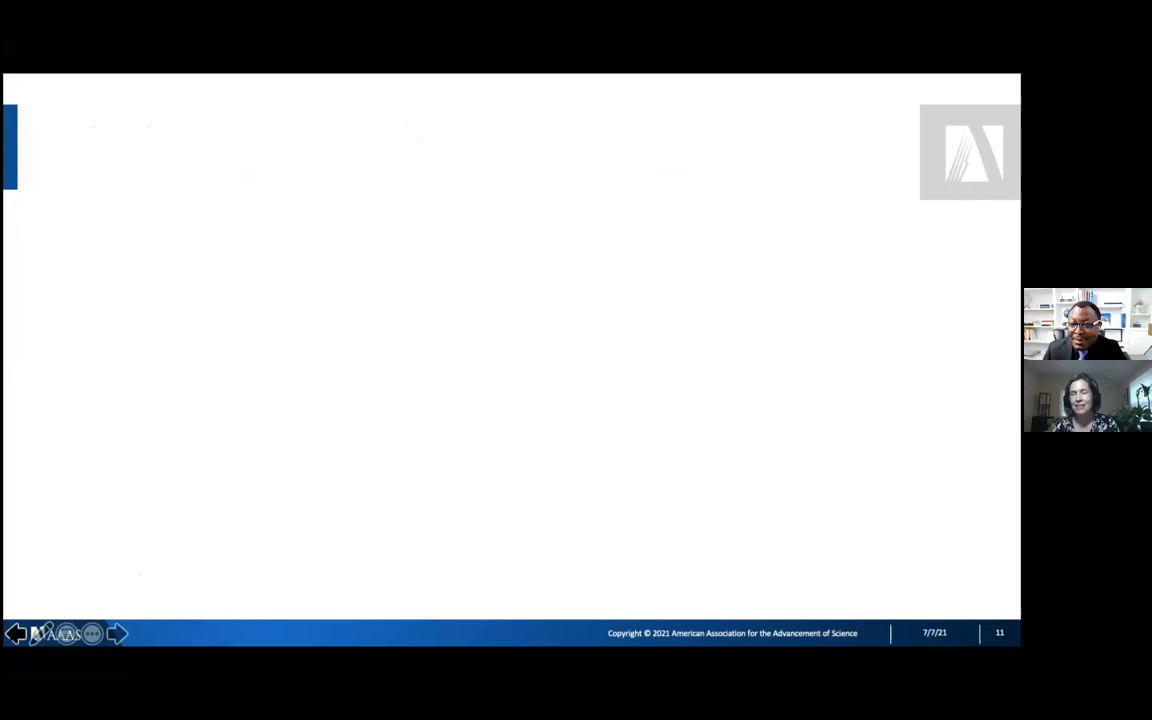 AAAS
Copyright © 2021 American Association for the Advancement of Science
7/7/21
11